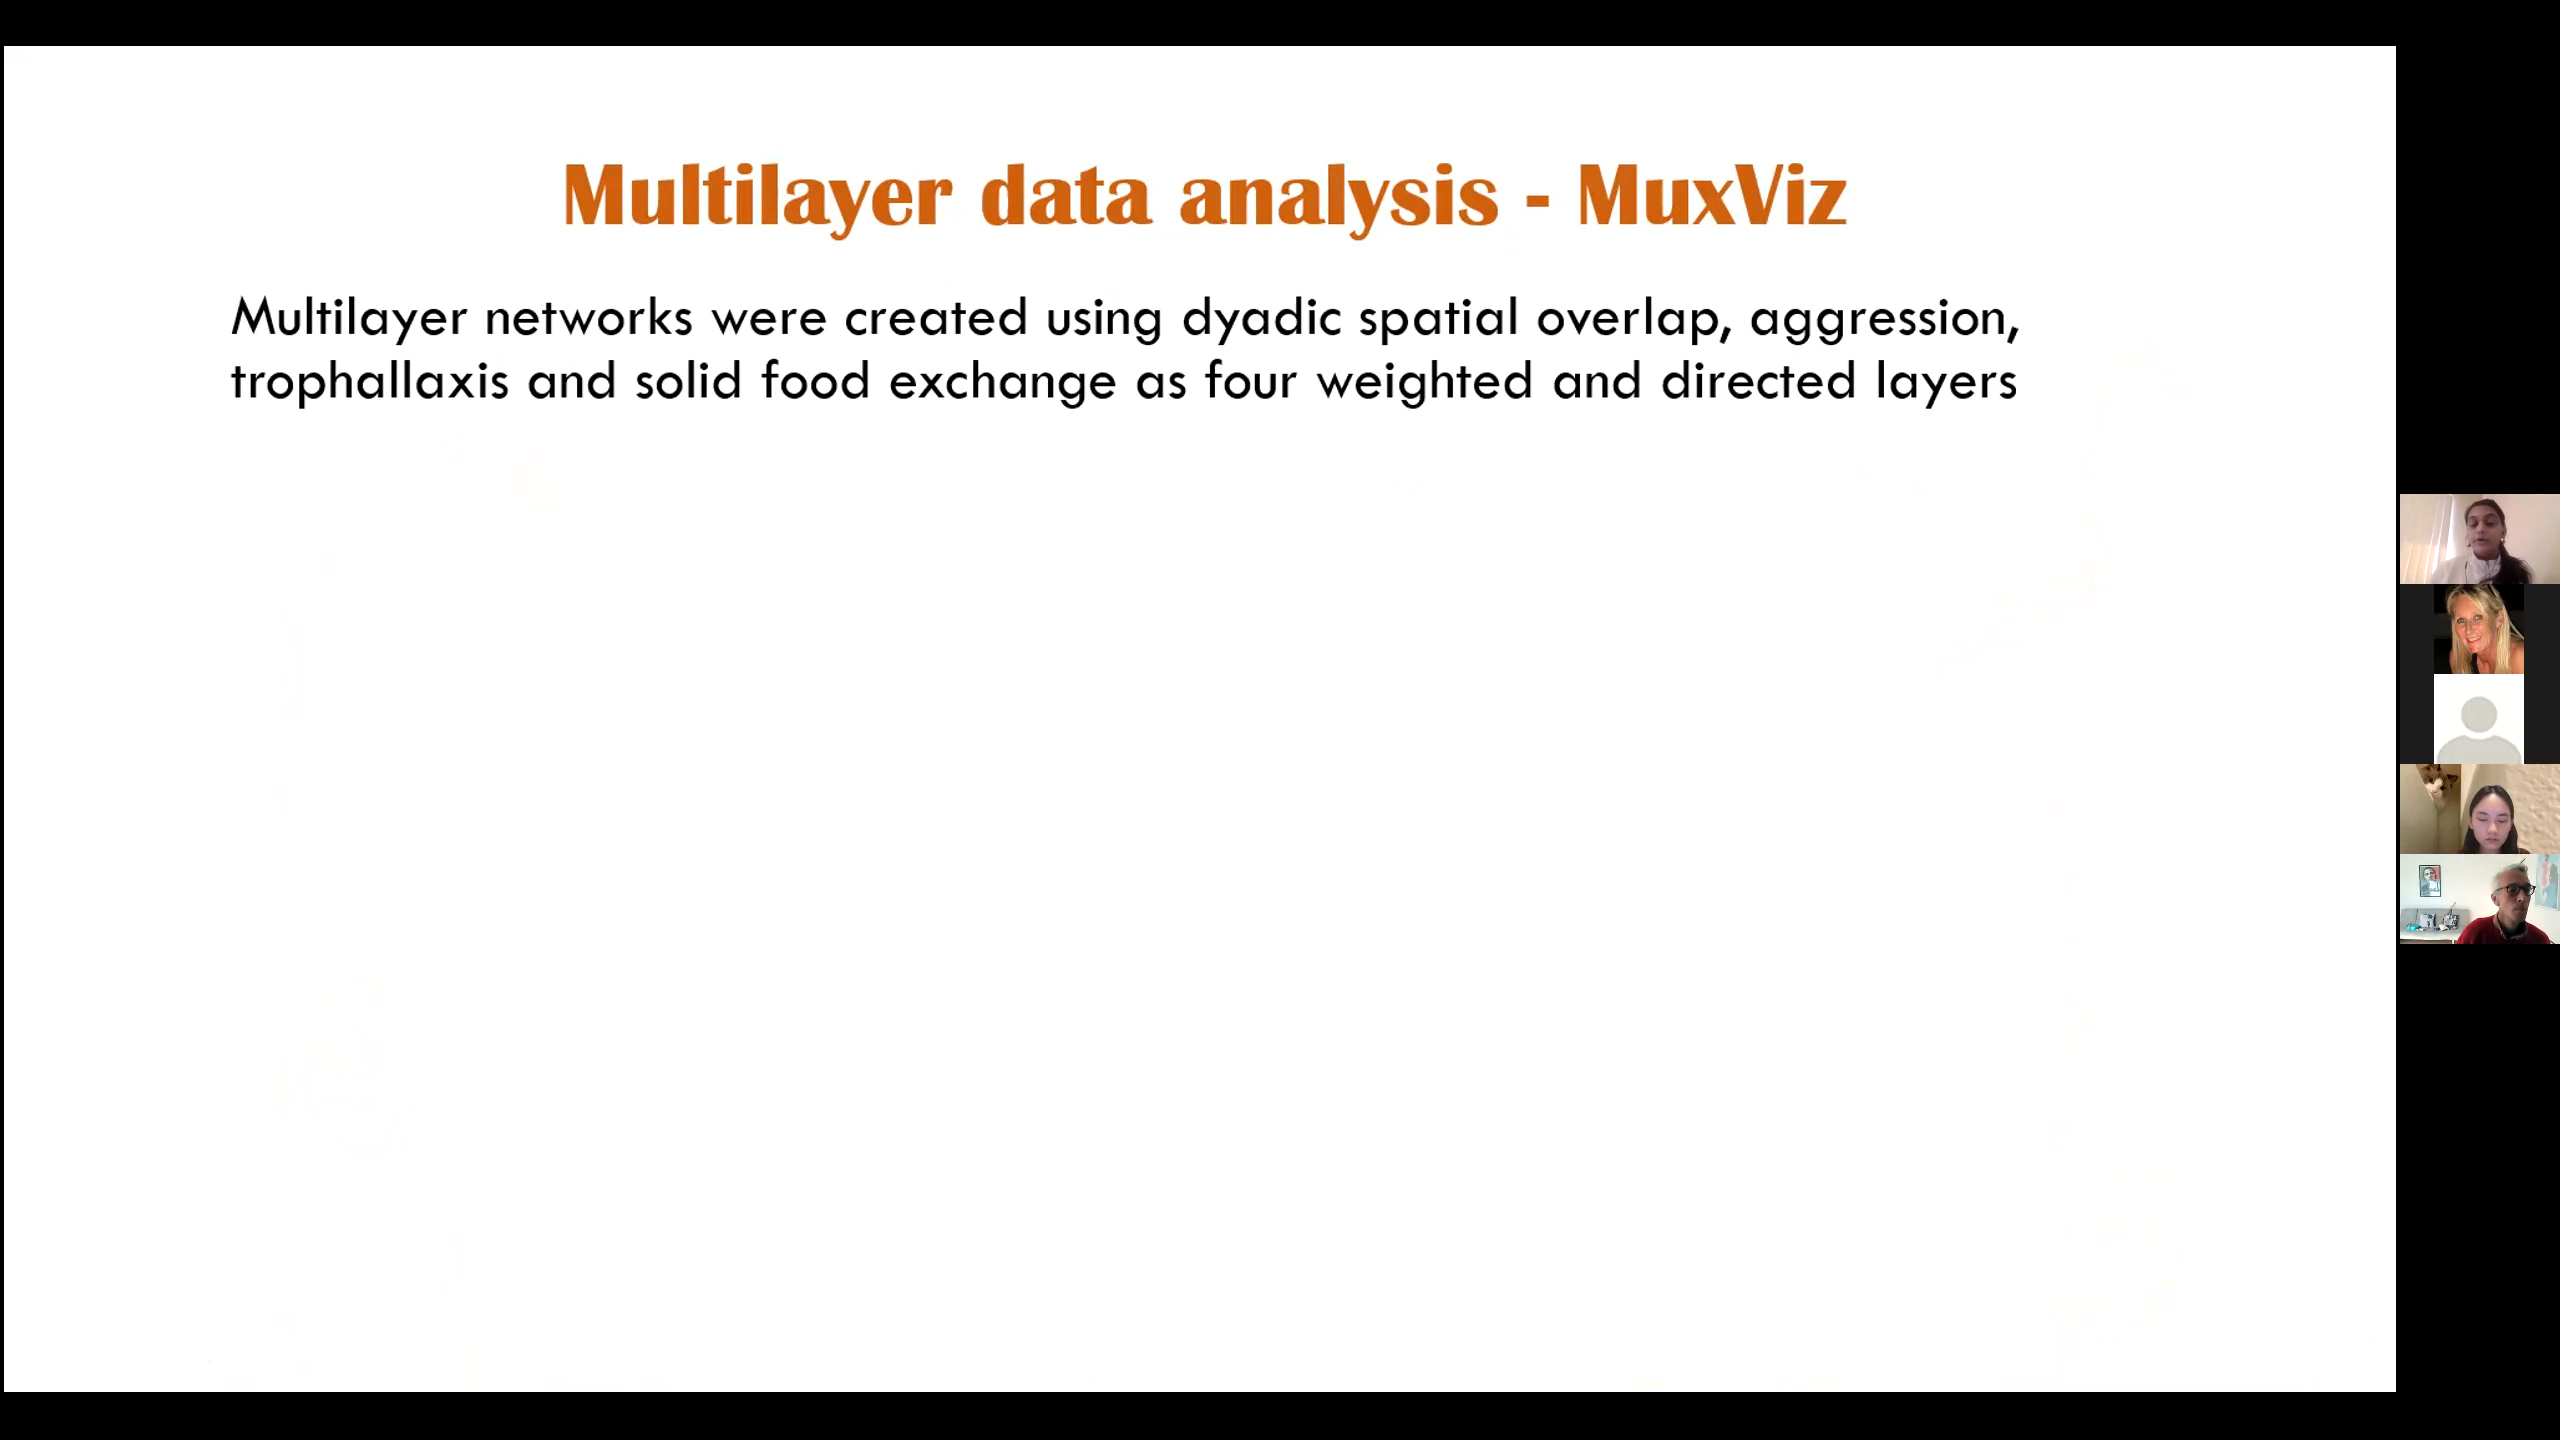 Multilayer data analysis - MuxViz
Multilayer networks were created using dyadic spatial overlap, aggression,
trophallaxis and solid food exchange as four weighted and directed layers